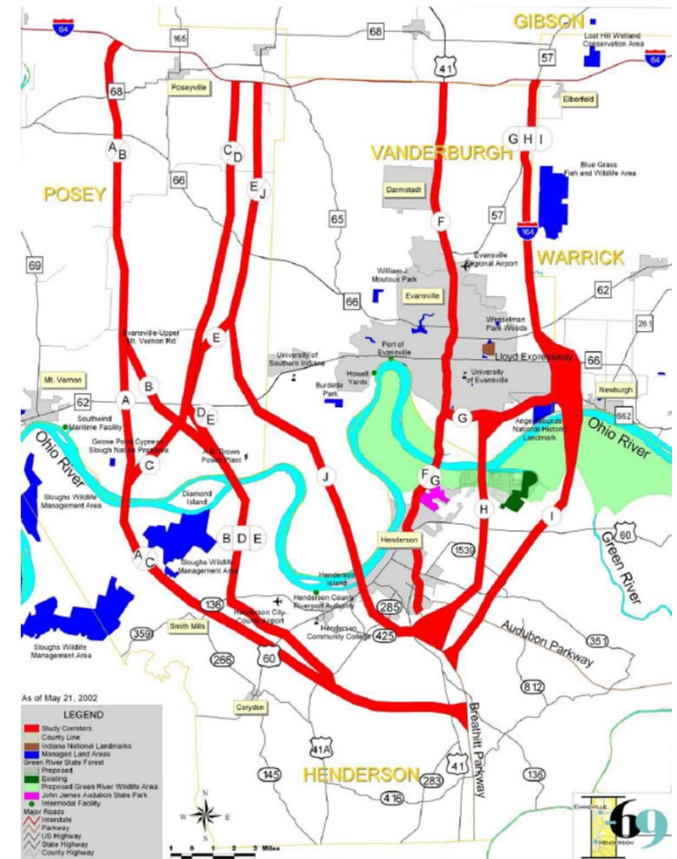 GIBSON
64
165
68
41
57
Lost Hill Wetland
Conservation Area
64
68
Poseyville
Elberfeld
A
B
C
D
G H I
VANDERBURGH
Blue Grass
Fish and Wildlife Area
POSEY
66
E
J
Darmstadt
65
F
57
164
WARRICK
69
Evansville
Regional Airport
William J.
Moutoux Park
66
Evansville
62
261
Wesselman
Park Woods
Evansville-Upper
Mt. Vernon Rd.
E
Port of
Evansville
Lloyd Expressway
66
University of
Southern Indiana
Howell
Yards
University
of Evansville
Mt. Vernon
B
Burdette
Park
Newburgh
62
A
D
E
G
Angel Mounds
National Historic
Landmark
662
Southwind
Maritime Facility
Ohio River
Ohio River
Goose Pond Cypress
Slough Nature Preserve
A.B. Brown
Power Plant
C
J
F
G
Sloughs Wildlife
Management Area
Diamond
Island
H
I
60
B D E
Henderson
Green River
A
C
Sloughs Wildlife
Management Area
1539
Henderson
Island
136
Henderson City-
County Airport
Henderson County
Riverport Authority
285
Smith Mills
359
Henderson
Community College
425
Audubon Parkway
351
Sloughs Wildlife
Management Area
266
60
812
As of May 21, 2002
Corydon
Breathitt Parkway
LEGEND
Study Corridors
County Line
Indiana National Landmarks
Managed Land Areas
Green River State Forest
Proposed
Existing
Proposed Green River Wildlife Area
John James Audubon State Park
Intermodal Facility
Major Roads
Interstate
Parkway
US Highway
State Highway
County Highway
41A
41
145
HENDERSON
283
136
416
N
W E
S
1 0 1 2 3 Miles
EVANSVILLE
69
HENDERSON